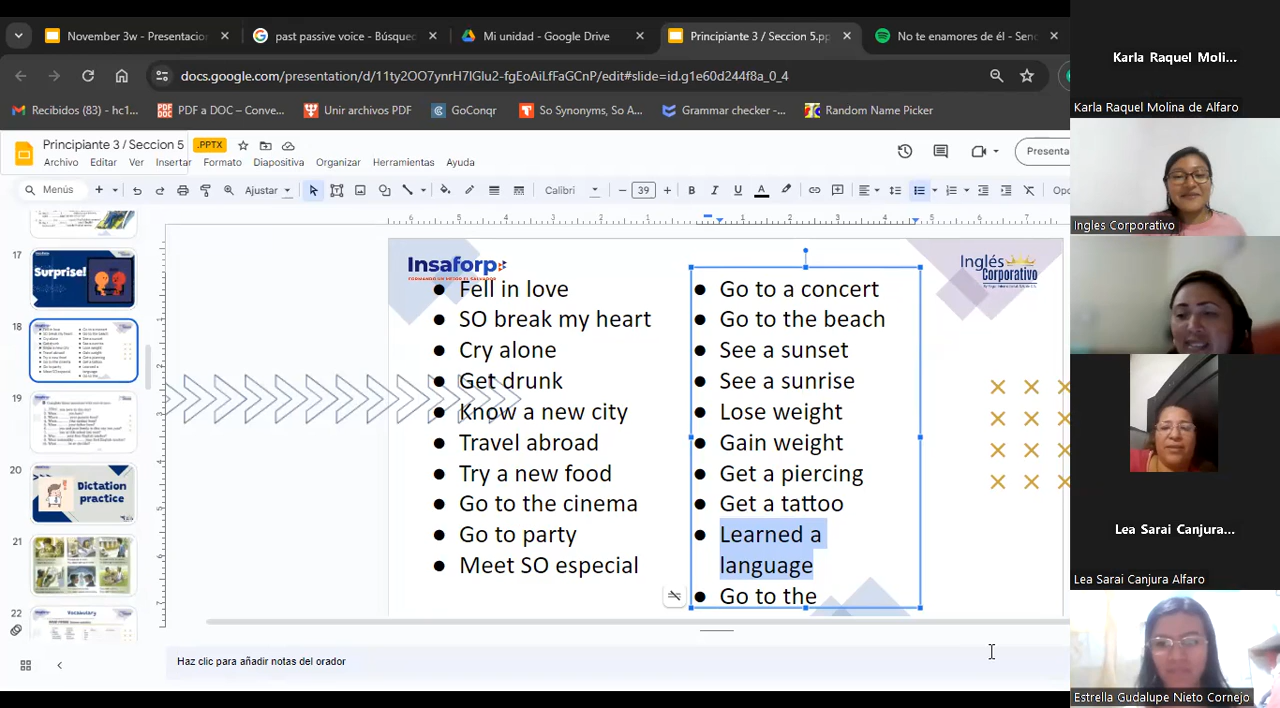 November 3w - Presentacion
past passive voice - Búsque
Mi unidad - Google Drive
Principiante 3 / Seccion 5.pp
No te enamores de él - Senc
docs.google.com/presentation/d/11ty2OO7ynrH7IGlu2-fgEoAiLfFaGCnP/edit#slide=id.g1e60d244f8a_0_4
Recibidos (83) - hc1...
PDF a DOC – Conve...
Unir archivos PDF
GoConqr
So Synonyms, So A...
Grammar checker -...
Random Name Picker
Principiante 3 / Seccion 5
.PPTX
Archivo Editar Ver Insertar Formato Diapositiva Organizar Herramientas Ayuda
Presenta
Menús
Ajustar
Calibri
39
17
Surprise!
18
19
20
Dictation
practice
21
22
Vocabulary
Insaforp
Inglés
Corporativo
Fell in love
SO break my heart
Cry alone
Get drunk
Know a new city
Travel abroad
Try a new food
Go to the cinema
Go to party
Meet SO especial
Go to a concert
Go to the beach
See a sunset
See a sunrise
Lose weight
Gain weight
Get a piercing
Get a tattoo
Learned a
language
Go to the
Haz clic para añadir notas del orador
Karla Raquel Moli...
Karla Raquel Molina de Alfaro
Ingles Corporativo
Lea Sarai Canjura...
Lea Sarai Canjura Alfaro
Estrella Gudalupe Nieto Cornejo